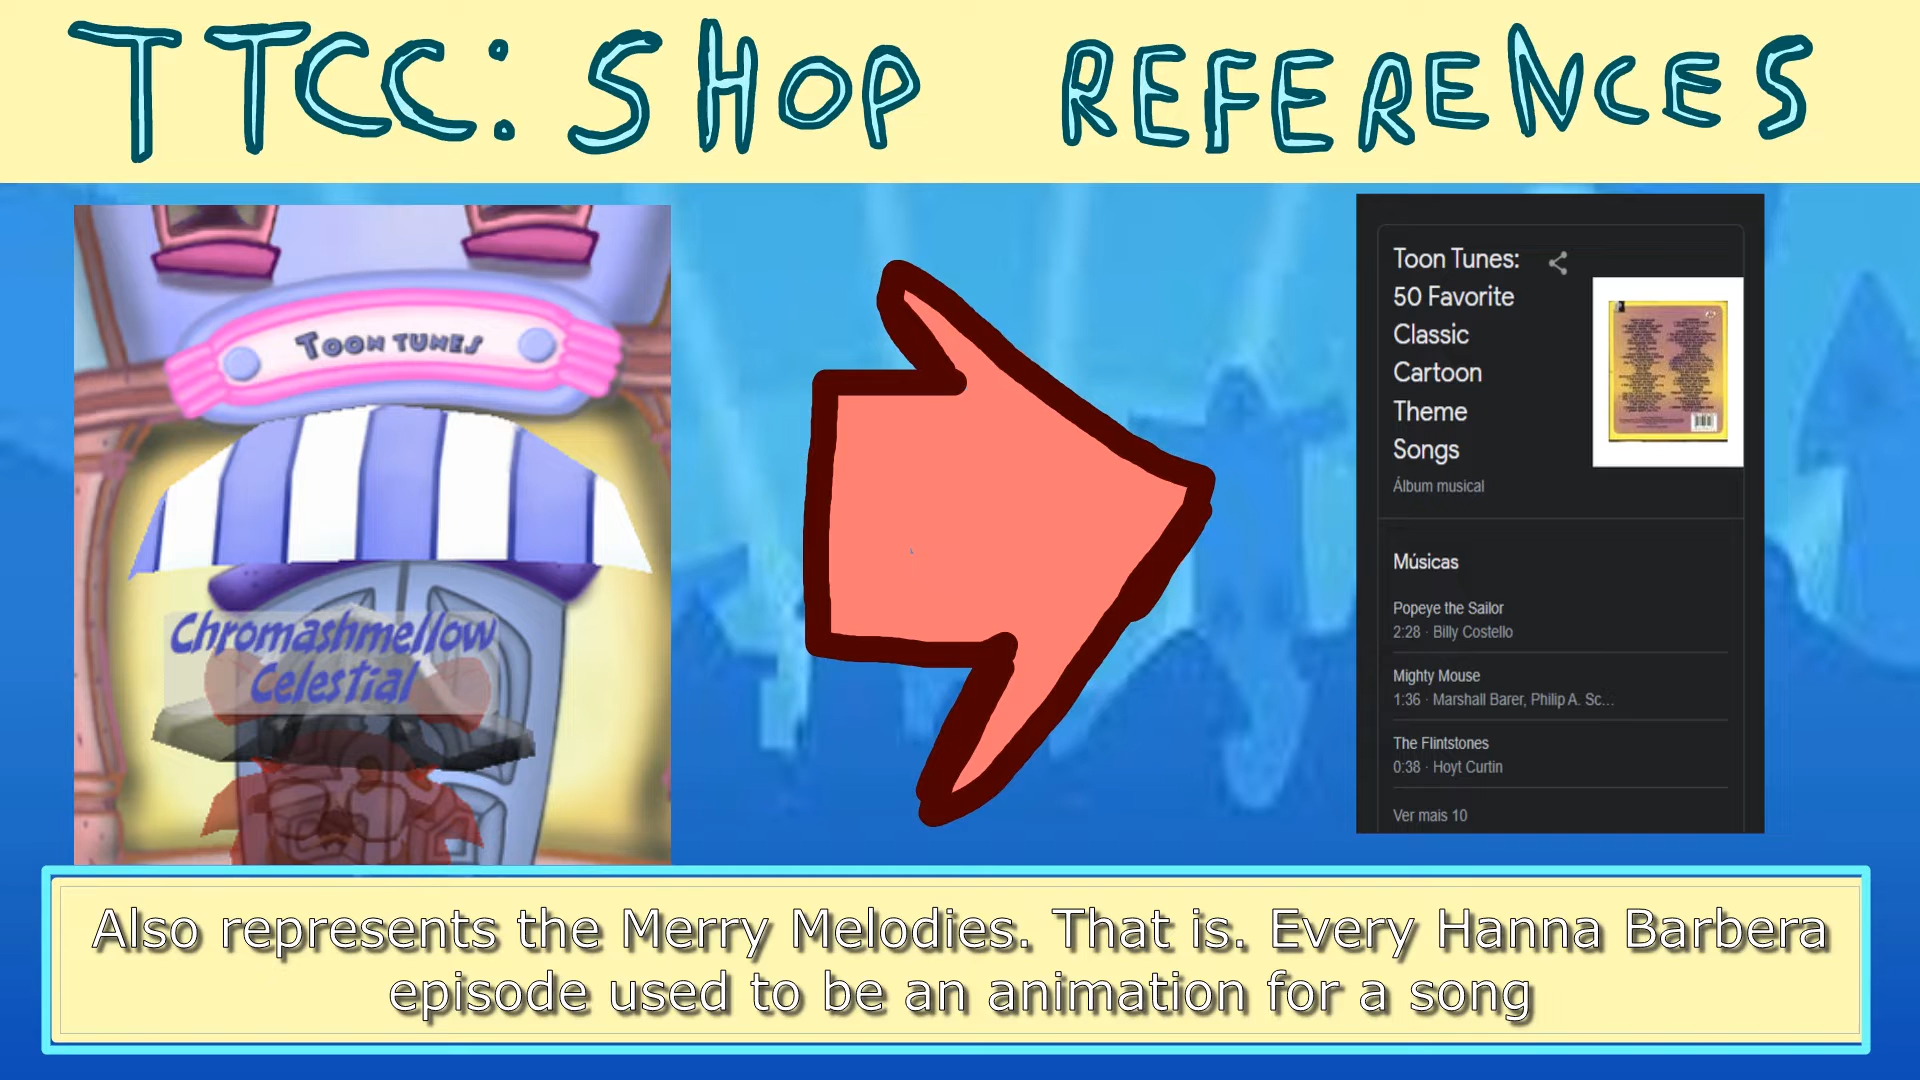 TTCC: SHOP REFERENCES
TOON TUNES
Chromashmellow
Celestial
Toon Tunes:
50 Favorite
Classic
Cartoon
Theme
Songs
Álbum musical
Músicas
Popeye the Sailor
2:28 · Billy Costello
Mighty Mouse
1:36 · Marshall Barer, Philip A. Sc...
The Flintstones
0:38 · Hoyt Curtin
Ver mais 10
Also represents the Merry Melodies. That is. Every Hanna Barbera
episode used to be an animation for a song